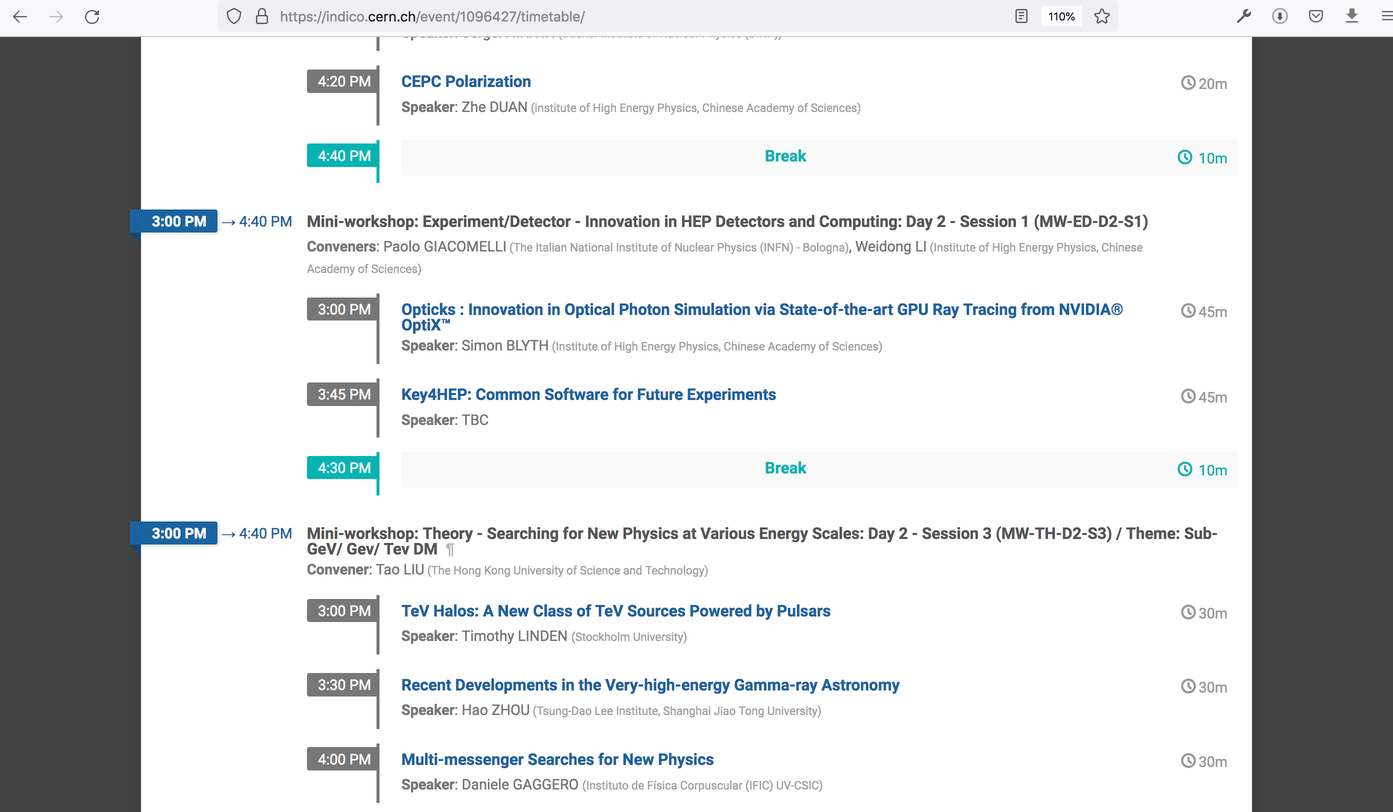 https://indico.cern.ch/event/1096427/timetable/
110%
4:20 PM
CEPC Polarization
20m
Speaker: Zhe DUAN (institute of High Energy Physics, Chinese Academy of Sciences)
4:40 PM
Break
10m
3:00 PM → 4:40 PM
Mini-workshop: Experiment/Detector - Innovation in HEP Detectors and Computing: Day 2 - Session 1 (MW-ED-D2-S1)
Conveners: Paolo GIACOMELLI (The Italian National Institute of Nuclear Physics (INFN) - Bologna), Weidong LI (Institute of High Energy Physics, Chinese
Academy of Sciences)
3:00 PM
Opticks : Innovation in Optical Photon Simulation via State-of-the-art GPU Ray Tracing from NVIDIA®
OptiX™
45m
Speaker: Simon BLYTH (Institute of High Energy Physics, Chinese Academy of Sciences)
3:45 PM
Key4HEP: Common Software for Future Experiments
45m
Speaker: TBC
4:30 PM
Break
10m
3:00 PM → 4:40 PM
Mini-workshop: Theory - Searching for New Physics at Various Energy Scales: Day 2 - Session 3 (MW-TH-D2-S3) / Theme: Sub-
GeV/ Gev/ Tev DM ¶
Convener: Tao LIU (The Hong Kong University of Science and Technology)
3:00 PM
TeV Halos: A New Class of TeV Sources Powered by Pulsars
30m
Speaker: Timothy LINDEN (Stockholm University)
3:30 PM
Recent Developments in the Very-high-energy Gamma-ray Astronomy
30m
Speaker: Hao ZHOU (Tsung-Dao Lee Institute, Shanghai Jiao Tong University)
4:00 PM
Multi-messenger Searches for New Physics
30m
Speaker: Daniele GAGGERO (Instituto de Física Corpuscular (IFIC) UV-CSIC)